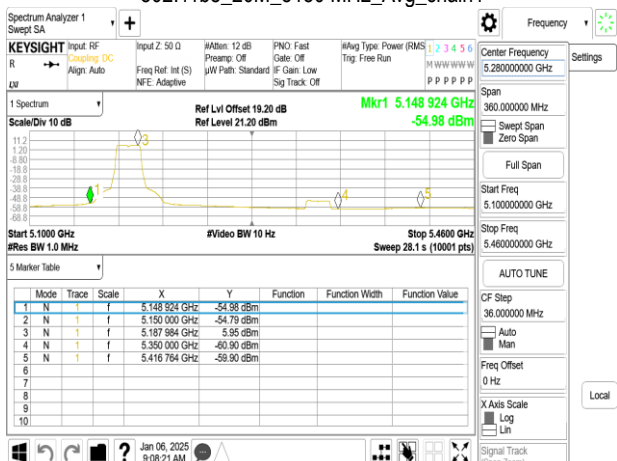 Spectrum Analyzer 1
Swept SA
+
Frequency
KEYSIGHT
R
Input: RF
Coupling: DC
Align: Auto
Input Z: 50 Ω
Freq Ref: Int (S)
NFE: Adaptive
#Atten: 12 dB
Preamp: Off
µW Path: Standard
PNO: Fast
Gate: Off
IF Gain: Low
Sig Track: Off
#Avg Type: Power (RMS
Trig: Free Run
1 2 3 4 5 6
M W W W W W
P P P P P P
Center Frequency
5.280000000 GHz
Settings
Span
360.000000 MHz
Swept Span
Zero Span
Full Span
Start Freq
5.100000000 GHz
Stop Freq
5.460000000 GHz
AUTO TUNE
CF Step
36.000000 MHz
Auto
Man
Freq Offset
0 Hz
X Axis Scale
Log
Lin
Local
Signal Track
1 Spectrum
Scale/Div 10 dB
Ref Lvl Offset 19.20 dB
Ref Level 21.20 dBm
Mkr1 5.148 924 GHz
-54.98 dBm
11.2
1.20
-8.80
-18.8
-28.8
-38.8
-48.8
-58.8
-68.8
1
3
4
5
Start 5.1000 GHz
#Res BW 1.0 MHz
#Video BW 10 Hz
Stop 5.4600 GHz
Sweep 28.1 s (10001 pts)
5 Marker Table
Mode Trace Scale X Y Function Function Width Function Value
1 N 1 f 5.148 924 GHz -54.98 dBm
2 N 1 f 5.150 000 GHz -54.79 dBm
3 N 1 f 5.187 984 GHz 5.95 dBm
4 N 1 f 5.350 000 GHz -60.90 dBm
5 N 1 f 5.416 764 GHz -59.90 dBm
6
7
8
9
10
?
Jan 06, 2025
9:08:21 AM